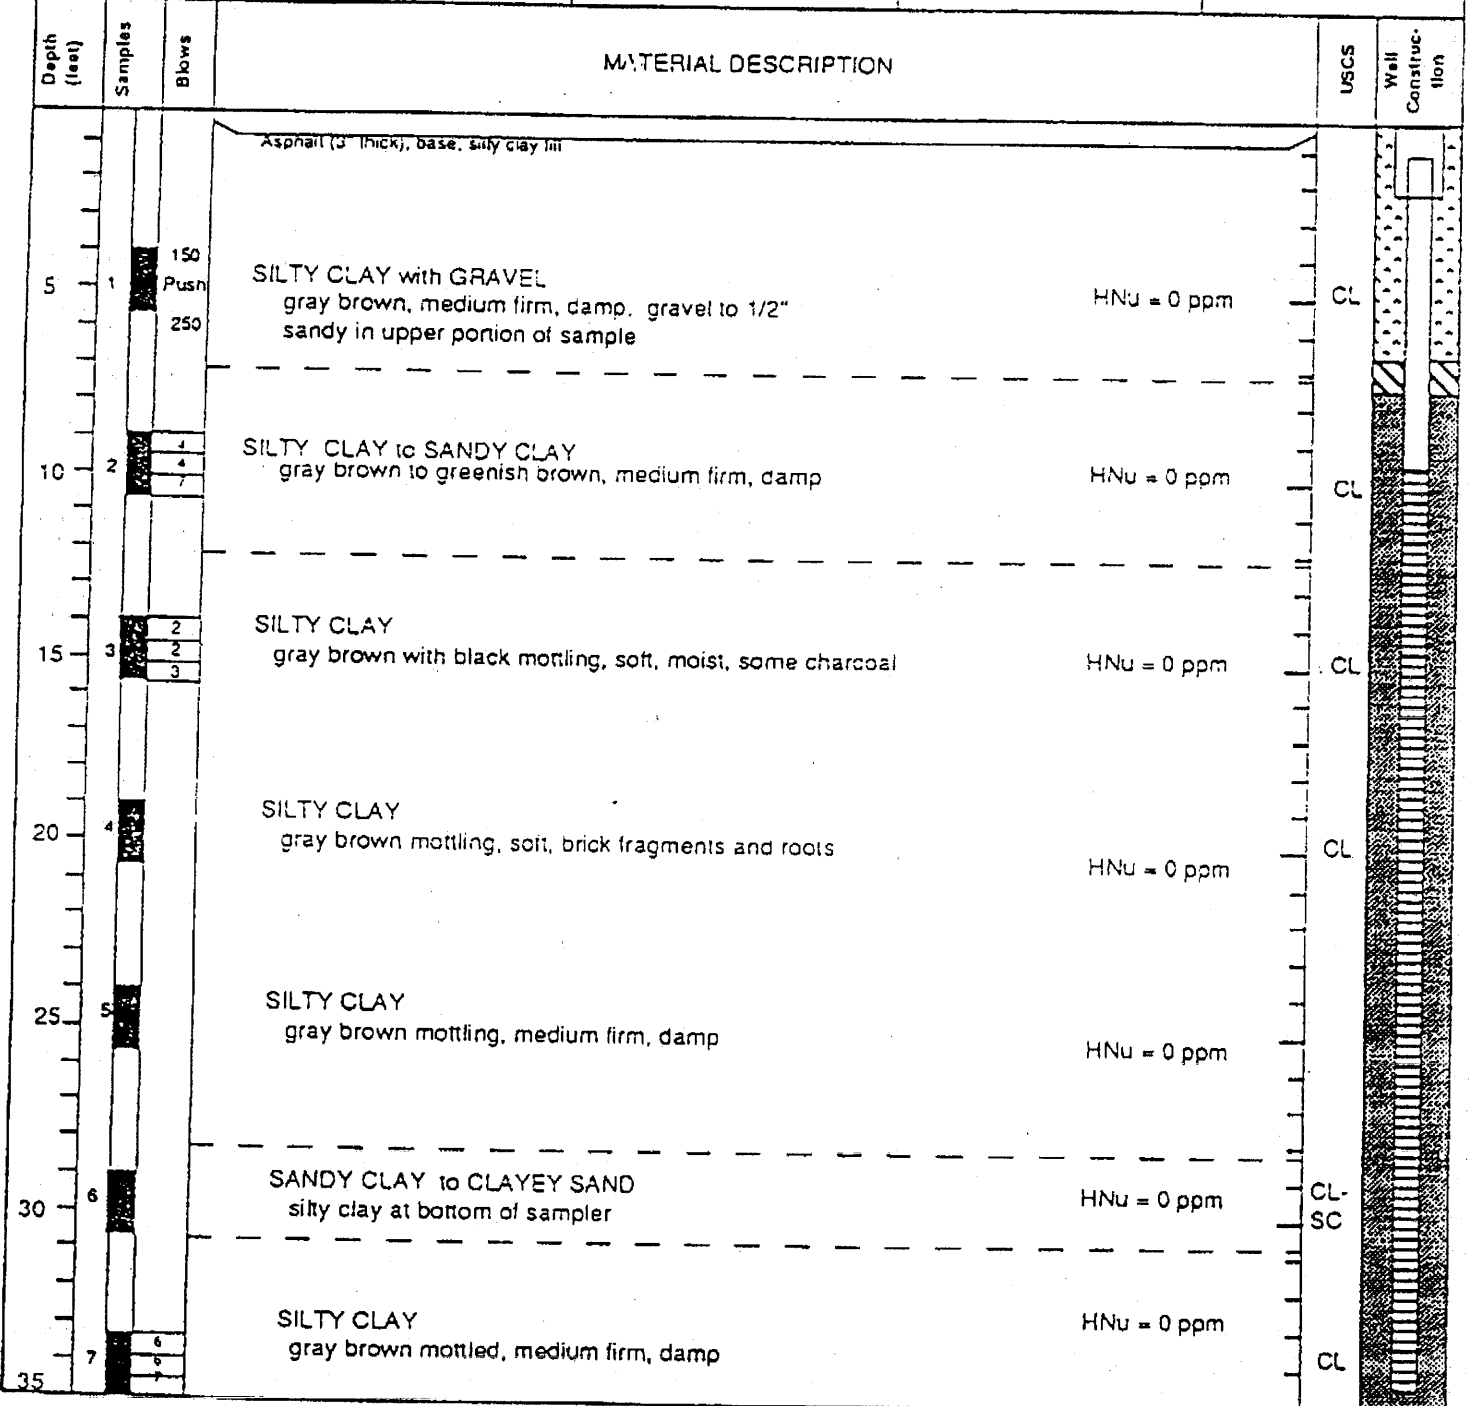 Depth (feet)
Samples
Blows
MATERIAL DESCRIPTION
USCS
Well Construc- tion
Asphalt (3" thick), base, silty clay fill
150
SILTY CLAY with GRAVEL
5
1
Push
gray brown, medium firm, damp, gravel to 1/2"
HNu = 0 ppm
CL
250
sandy in upper portion of sample
4
SILTY CLAY to SANDY CLAY
10
2
4
gray brown to greenish brown, medium firm, damp
HNu = 0 ppm
CL
7
2
SILTY CLAY
15
3
2
gray brown with black mottling, soft, moist, some charcoal
HNu = 0 ppm
CL
3
SILTY CLAY
20
4
gray brown mottling, soft, brick fragments and roots
CL
HNu = 0 ppm
SILTY CLAY
25
5
gray brown mottling, medium firm, damp
HNu = 0 ppm
SANDY CLAY to CLAYEY SAND
30
6
silty clay at bottom of sampler
HNu = 0 ppm
CL-
SC
SILTY CLAY
HNu = 0 ppm
6
7
gray brown mottled, medium firm, damp
CL
35